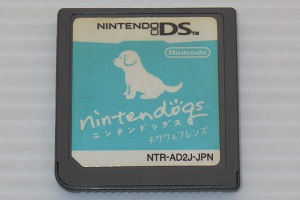 NINTENDO DS™
Nintendo
nintendogs
ニンテンドッグス
チワワ&フレンズ
NTR-AD2J-JPN